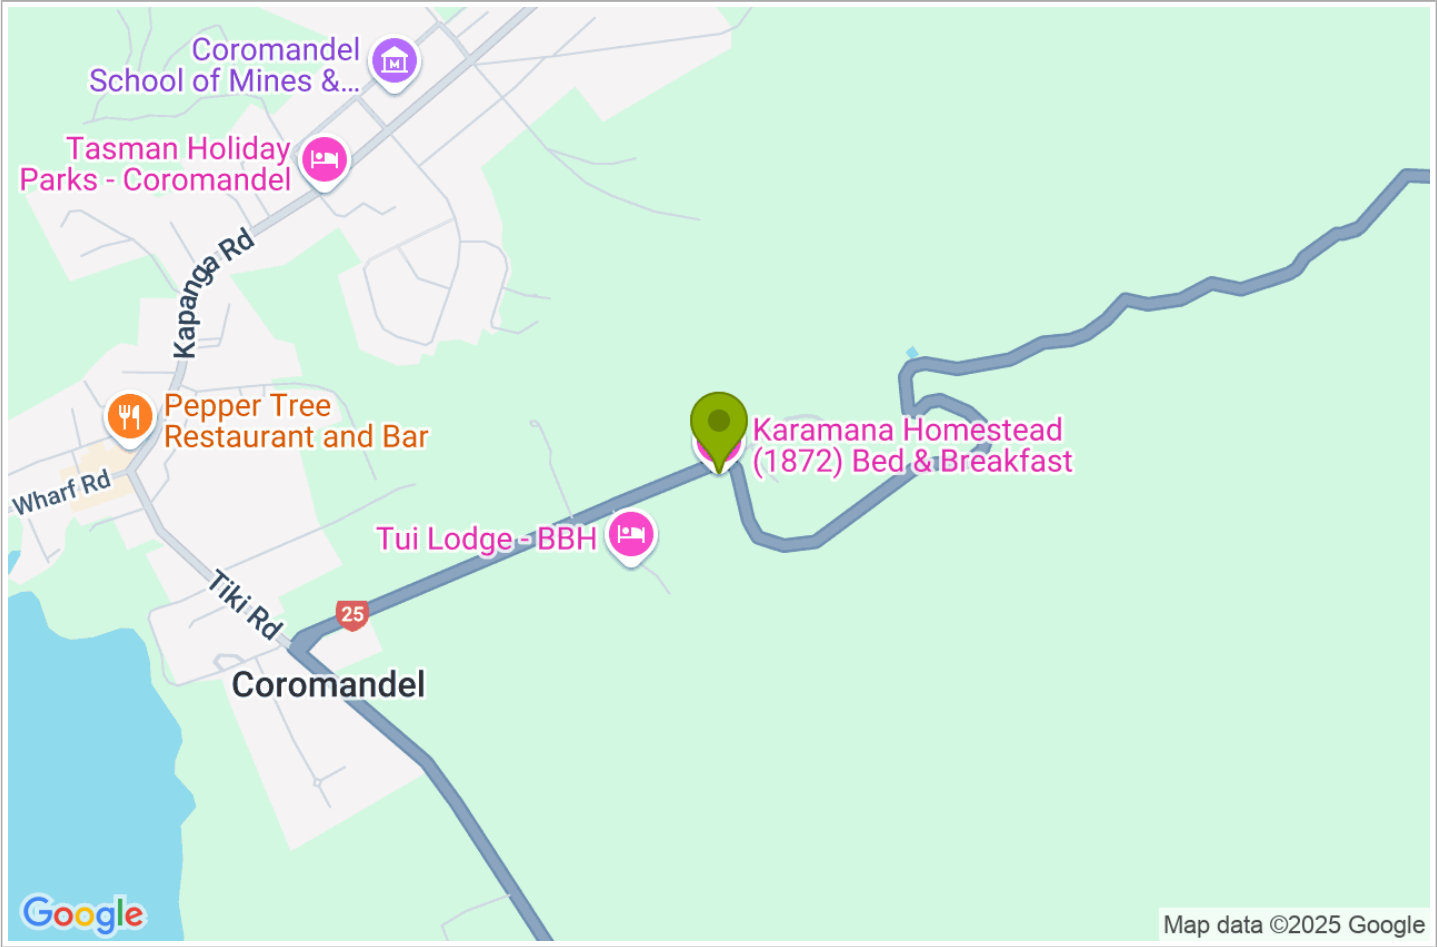 Coromandel
School of Mines &...
Tasman Holiday
Parks - Coromandel
Kapanga Rd
Pepper Tree
Restaurant and Bar
Wharf Rd
Karamana Homestead
(1872) Bed & Breakfast
Tui Lodge - BBH
Tiki Rd
25
Coromandel
Google
Map data ©2025 Google